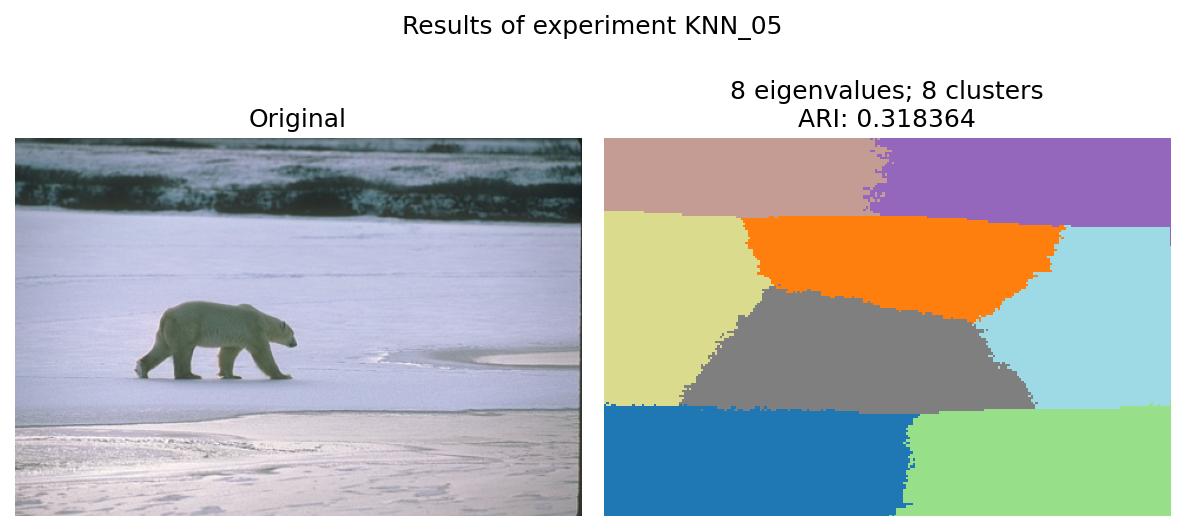 Results of experiment KNN_05
Original
8 eigenvalues; 8 clusters
ARI: 0.318364